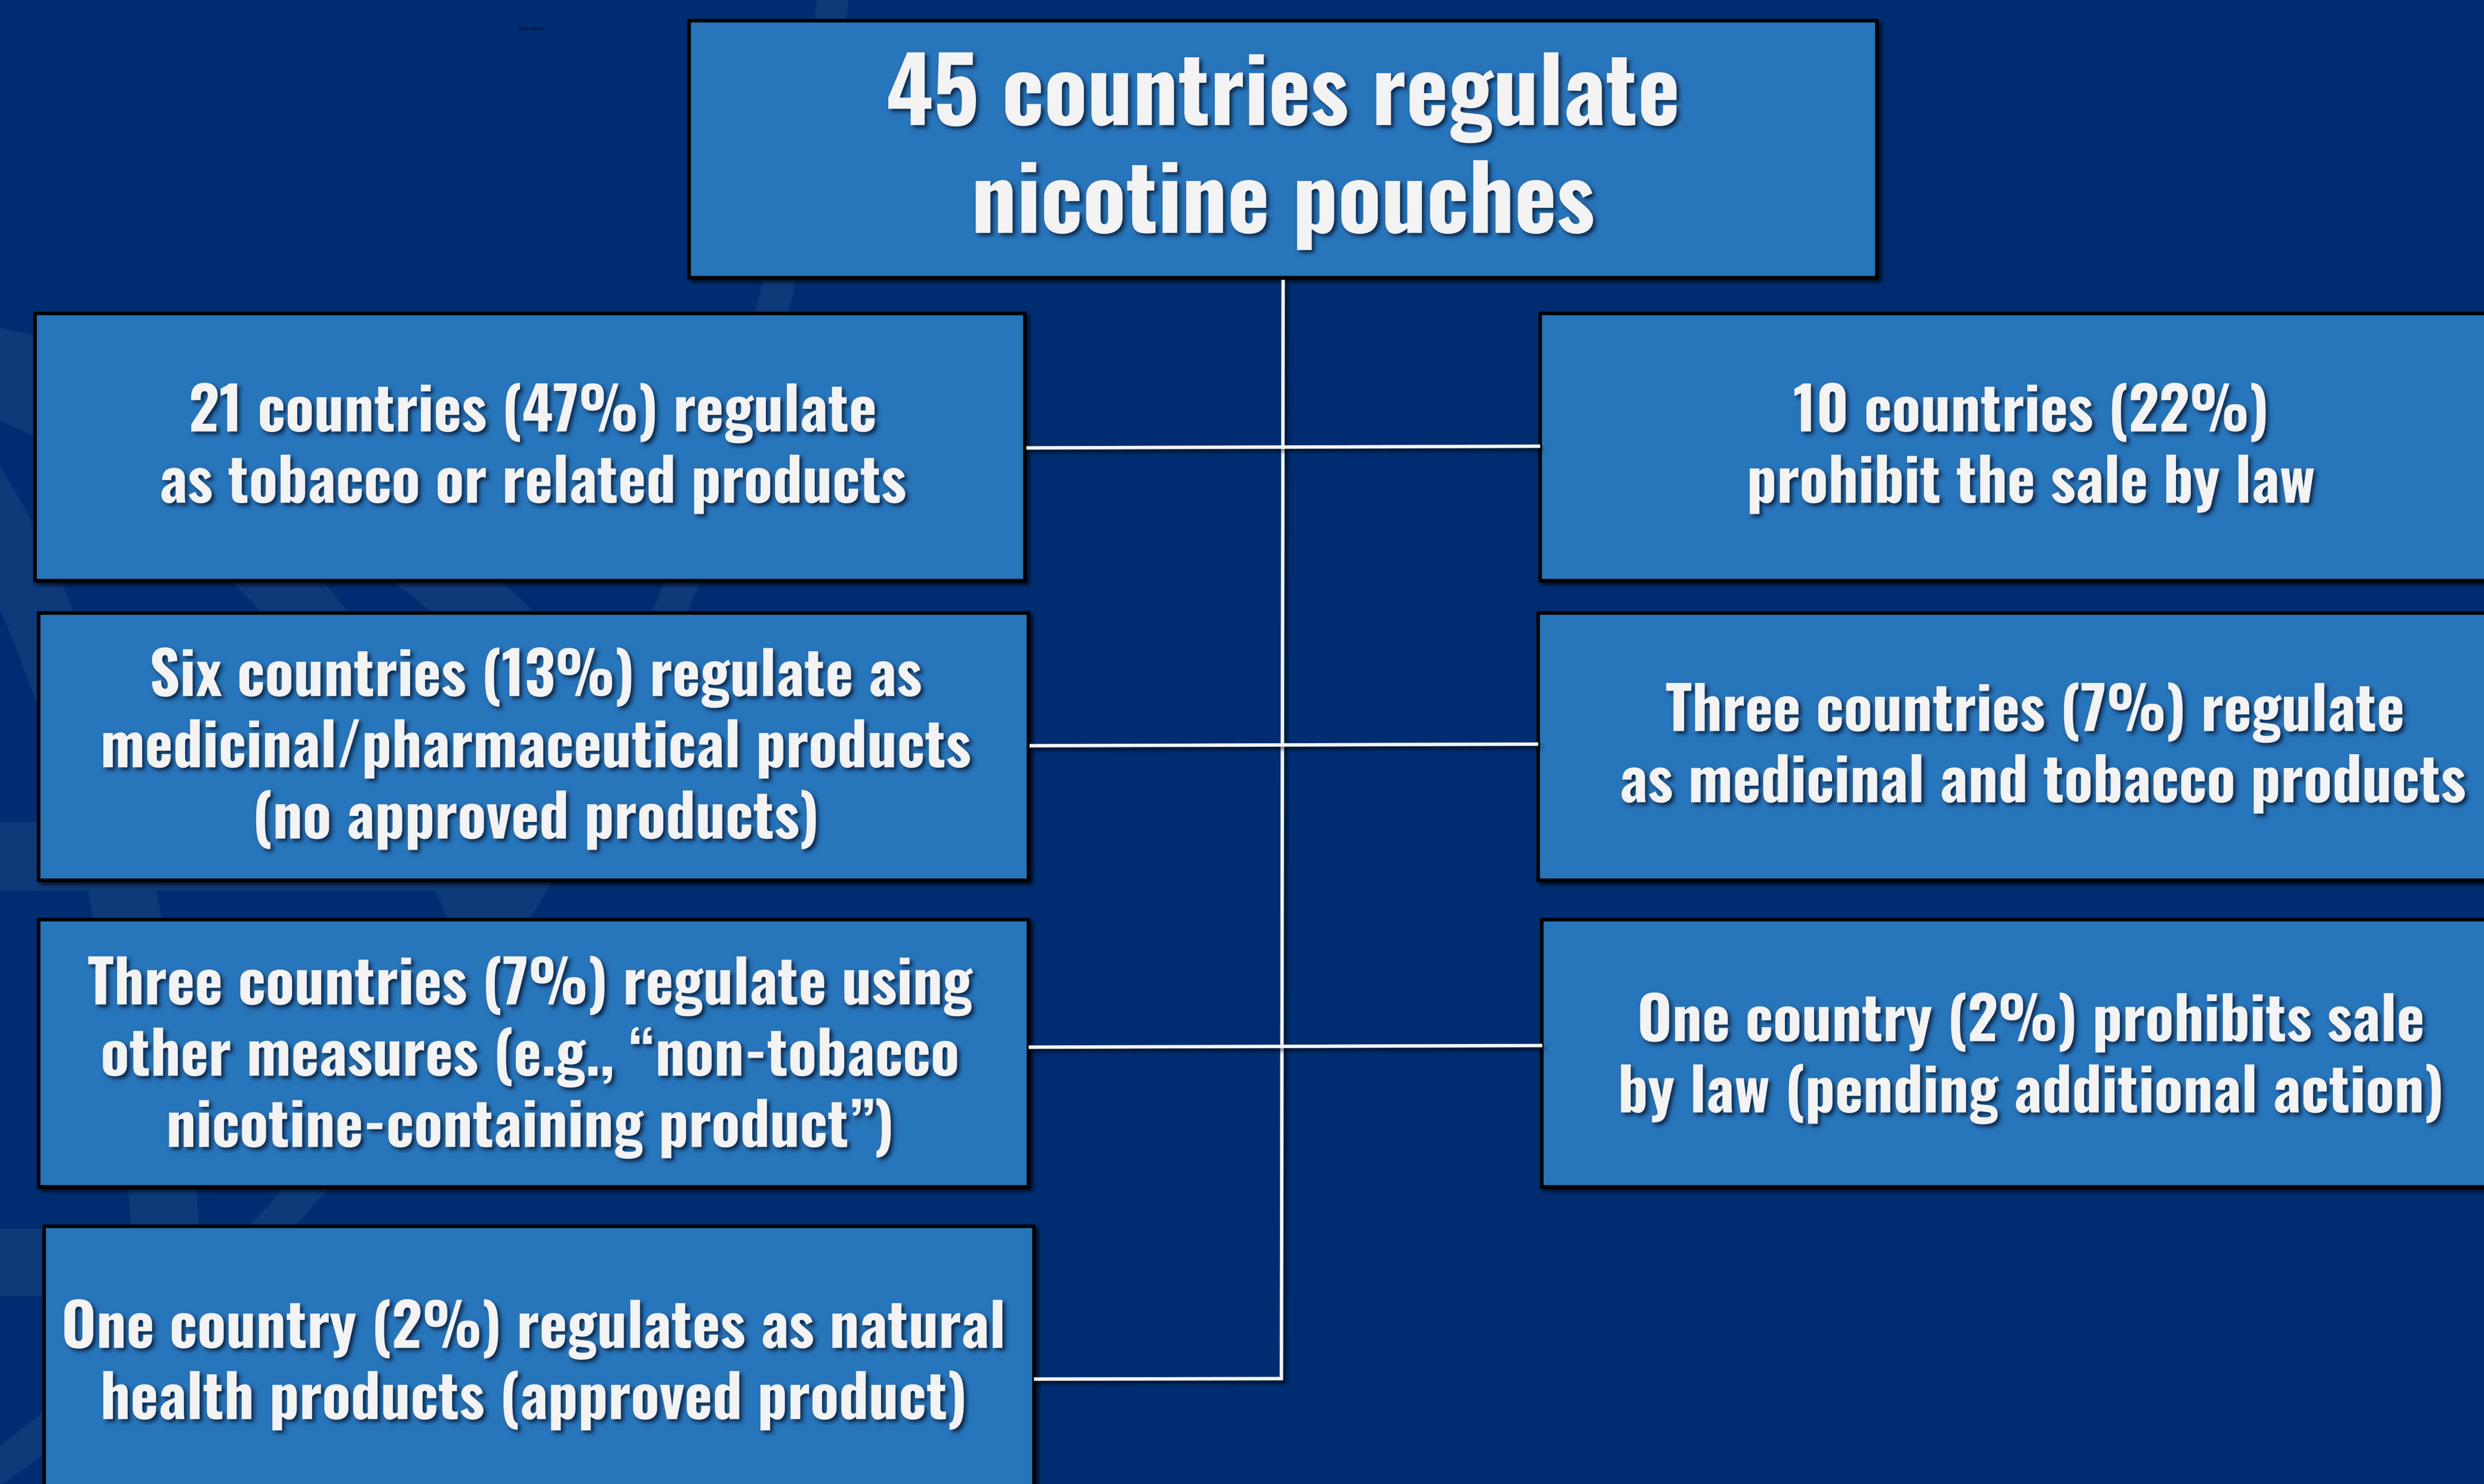 45 countries regulate
nicotine pouches
21 countries (47%) regulate
as tobacco or related products
10 countries (22%)
prohibit the sale by law
Six countries (13%) regulate as
medicinal/pharmaceutical products
(no approved products)
Three countries (7%) regulate
as medicinal and tobacco products
Three countries (7%) regulate using
other measures (e.g., “non-tobacco
nicotine-containing product”)
One country (2%) prohibits sale
by law (pending additional action)
One country (2%) regulates as natural
health products (approved product)